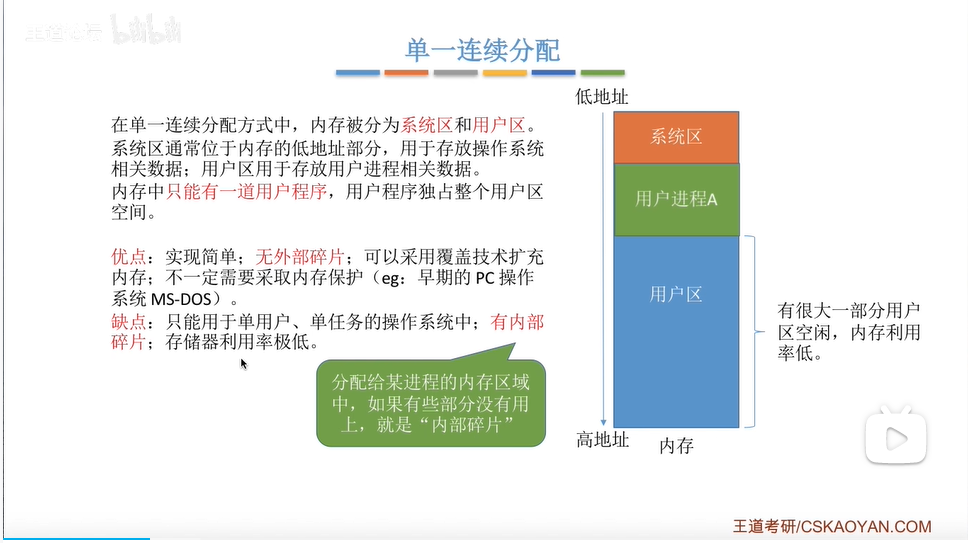 bilibili
单一连续分配
在单一连续分配方式中，内存被分为系统区和用户区。
系统区通常位于内存的低地址部分，用于存放操作系统
相关数据；用户区用于存放用户进程相关数据。
内存中只能有一道用户程序，用户程序独占整个用户区
空间。
优点：实现简单；无外部碎片；可以采用覆盖技术扩充
内存；不一定需要采取内存保护（eg：早期的 PC 操作
系统 MS-DOS）。
缺点：只能用于单用户、单任务的操作系统中；有内部
碎片；存储器利用率极低。
分配给某进程的内存区域
中，如果有些部分没有用
上，就是“内部碎片”
低地址
系统区
用户进程A
用户区
高地址
内存
有很大一部分用户
区空闲，内存利用
率低。
王道考研/CSKAOYAN.COM